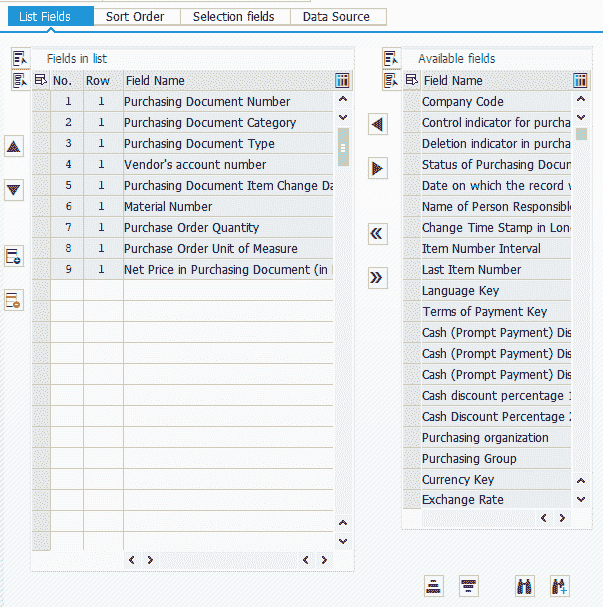 List Fields Sort Order Selection fields Data Source
Fields in list
No. Row Field Name
1 1 Purchasing Document Number
2 1 Purchasing Document Category
3 1 Purchasing Document Type
4 1 Vendor's account number
5 1 Purchasing Document Item Change Da
6 1 Material Number
7 1 Purchase Order Quantity
8 1 Purchase Order Unit of Measure
9 1 Net Price in Purchasing Document (in
Available fields
Field Name
Company Code
Control indicator for purcha
Deletion indicator in purcha
Status of Purchasing Docun
Date on which the record
Name of Person Responsible
Change Time Stamp in Lon
Item Number Interval
Last Item Number
Language Key
Terms of Payment Key
Cash (Prompt Payment) Dis
Cash (Prompt Payment) Dis
Cash (Prompt Payment) Dis
Cash discount percentage 1
Cash Discount Percentage 2
Purchasing organization
Purchasing Group
Currency Key
Exchange Rate